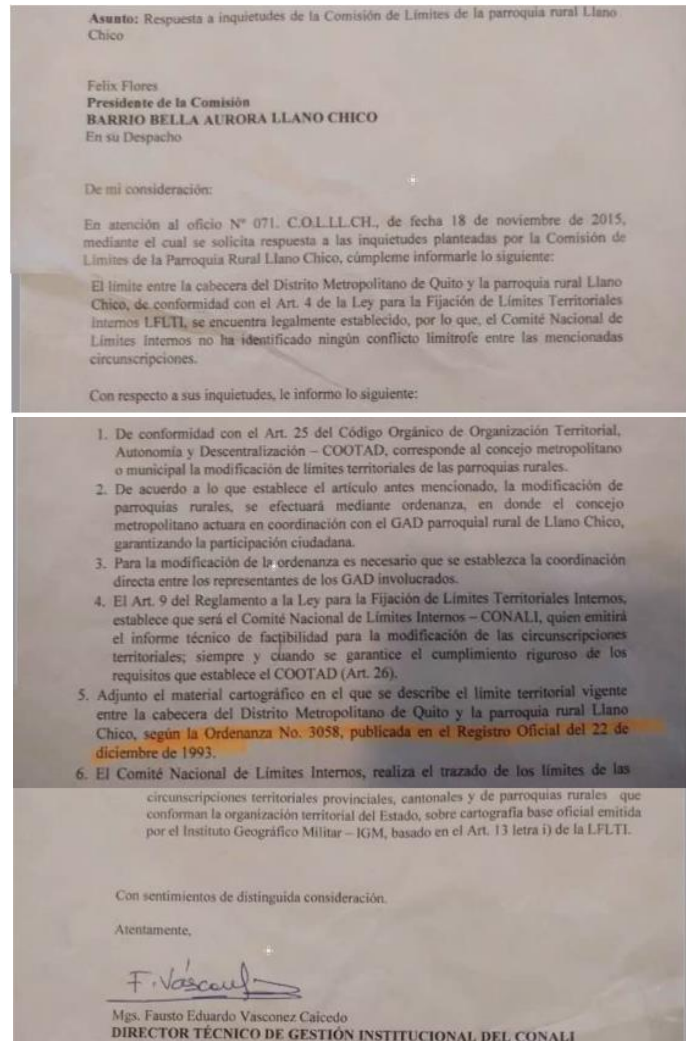 Asunto: Respuesta a inquietudes de la Comisión de Límites de la parroquia rural Llano
Chico
Felix Flores
Presidente de la Comisión
BARRIO BELLA AURORA LLANO CHICO
En su Despacho
De mi consideración:
En atención al oficio Nº 071. C.O.L.LL.CH., de fecha 18 de noviembre de 2015,
mediante el cual se solicita respuesta a las inquietudes planteadas por la Comisión de
Límites de la Parroquia Rural Llano Chico, cúmpleme informarle lo siguiente:
El límite entre la cabecera del Distrito Metropolitano de Quito y la parroquia rural Llano
Chico, de conformidad con el Art. 4 de la Ley para la Fijación de Límites Territoriales
Internos LFLTI, se encuentra legalmente establecido, por lo que, el Comité Nacional de
Límites Internos no ha identificado ningún conflicto limítrofe entre las mencionadas
circunscripciones.
Con respecto a sus inquietudes, le informo lo siguiente:
1. De conformidad con el Art. 25 del Código Orgánico de Organización Territorial,
Autonomía y Descentralización – COOTAD, corresponde al concejo metropolitano
o municipal la modificación de límites territoriales de las parroquias rurales.
2. De acuerdo a lo que establece el artículo antes mencionado, la modificación de
parroquias rurales, se efectuará mediante ordenanza, en donde el concejo
metropolitano actuara en coordinación con el GAD parroquial rural de Llano Chico,
garantizando la participación ciudadana.
3. Para la modificación de la ordenanza es necesario que se establezca la coordinación
directa entre los representantes de los GAD involucrados.
4. El Art. 9 del Reglamento a la Ley para la Fijación de Límites Territoriales Internos,
establece que será el Comité Nacional de Límites Internos – CONALI, quien emitirá
el informe técnico de factibilidad para la modificación de las circunscripciones
territoriales; siempre y cuando se garantice el cumplimiento riguroso de los
requisitos que establece el COOTAD (Art. 26).
5. Adjunto el material cartográfico en el que se describe el límite territorial vigente
entre la cabecera del Distrito Metropolitano de Quito y la parroquia rural Llano
Chico, según la Ordenanza No. 3058, publicada en el Registro Oficial del 22 de
diciembre de 1993.
6. El Comité Nacional de Límites Internos, realiza el trazado de los límites de las
circunscripciones territoriales provinciales, cantonales y de parroquias rurales que
conforman la organización territorial del Estado, sobre cartografía base oficial emitida
por el Instituto Geográfico Militar – IGM, basado en el Art. 13 letra i) de la LFLTI.
Con sentimientos de distinguida consideración.
Atentamente,
Mgs. Fausto Eduardo Vasconez Caicedo
DIRECTOR TÉCNICO DE GESTIÓN INSTITUCIONAL DEL CONALI